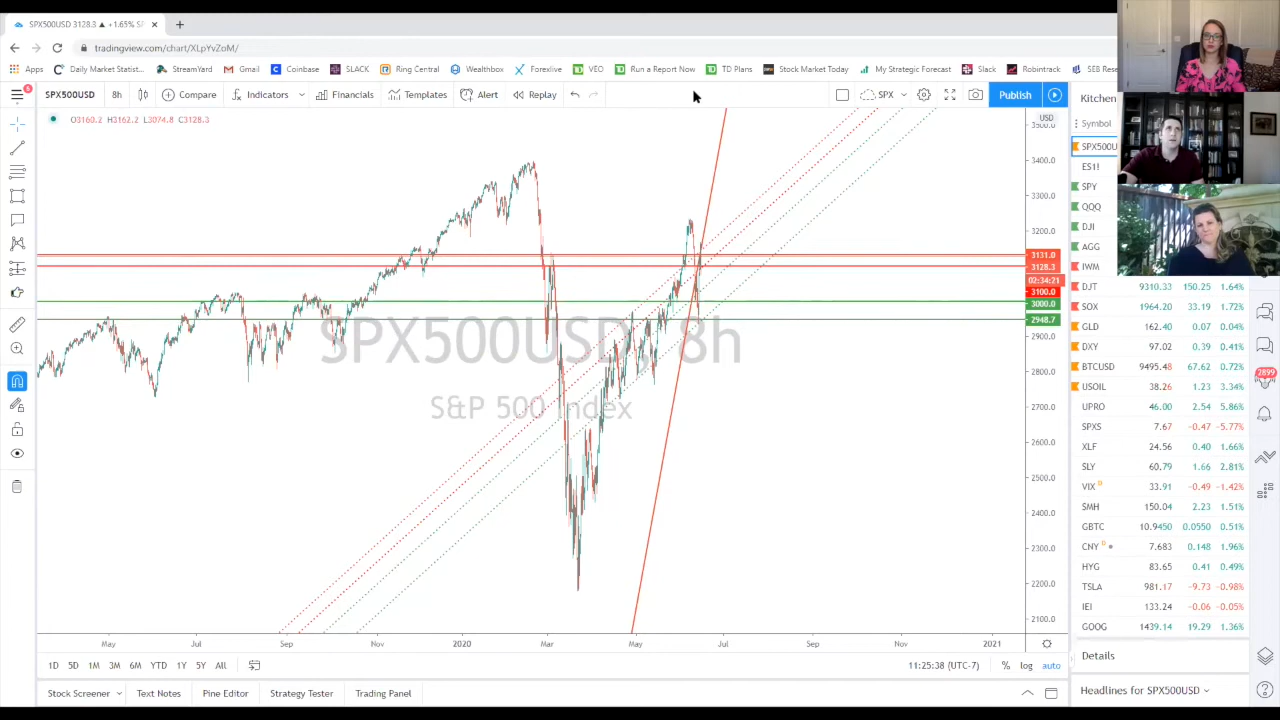 SPX500USD 3128.3 ▲ +1.65% SP
tradingview.com/chart/XLpYvZoM/
Apps Daily Market Statist... StreamYard Gmail Coinbase SLACK Ring Central Wealthbox Forexlive VEO Run a Report Now TD Plans Stock Market Today My Strategic Forecast Slack Robintrack SEB Rese
SPX500USD 8h Compare Indicators Financials Templates Alert Replay SPX Publish
Kitchen
O3160.2 H3162.2 L3074.8 C3128.3
USD
Symbol
3500.0
3400.0
3300.0
3200.0
3131.0
3128.3
02:34:21
3100.0
3000.0
2948.7
2900.0
2800.0
2700.0
2600.0
2500.0
2400.0
2300.0
2200.0
2100.0
SPX500USD, 8h
S&P 500 Index
SPX500U
ES1!
SPY
QQQ
DJI
AGG
IWM
DJT 9310.33 150.25 1.64%
SOX 1964.20 33.19 1.72%
GLD 162.40 0.07 0.04%
DXY 97.02 0.39 0.41%
BTCUSD 9495.48 67.62 0.72%
USOIL 38.26 1.23 3.34%
UPRO 46.00 2.54 5.86%
SPXS 7.67 -0.47 -5.77%
XLF 24.56 0.40 1.66%
SLY 60.79 1.66 2.81%
VIX D 33.91 -0.49 -1.42%
SMH 150.04 2.23 1.51%
GBTC 10.9450 0.0550 0.51%
CNY D 7.683 0.148 1.96%
HYG 83.65 0.41 0.49%
TSLA 981.17 -9.73 -0.98%
IEI 133.24 -0.06 -0.05%
GOOG 1439.14 19.29 1.36%
2899
May Jul Sep Nov 2020 Mar May Jul Sep Nov 2021
1D 5D 1M 3M 6M YTD 1Y 5Y All
11:25:38 (UTC-7) % log auto
Details
Stock Screener Text Notes Pine Editor Strategy Tester Trading Panel
Headlines for SPX500USD